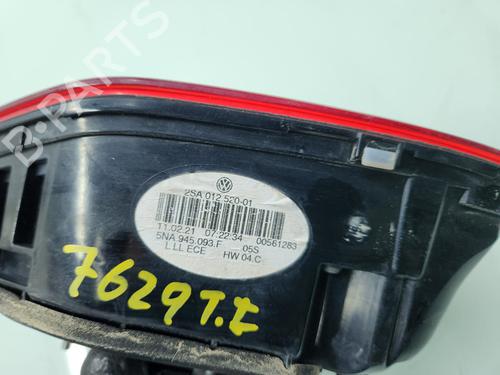 B-PARTS
2SA 012 520-01
11.02.21 07:22:34 00561283
5NA 945.093.F 05S
L LL ECE HW 04.C
7629T.I